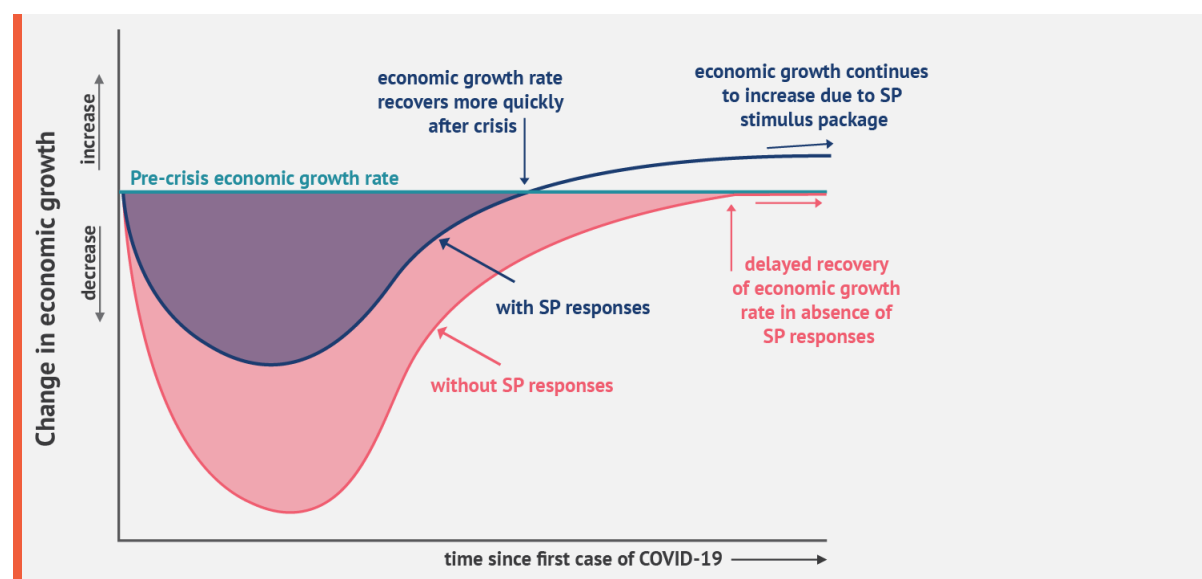 economic growth rate
recovers more quickly
after crisis
economic growth continues
to increase due to SP
stimulus package
increase
Pre-crisis economic growth rate
Change in economic growth
decrease
delayed recovery
of economic growth
rate in absence of
SP responses
with SP responses
without SP responses
time since first case of COVID-19